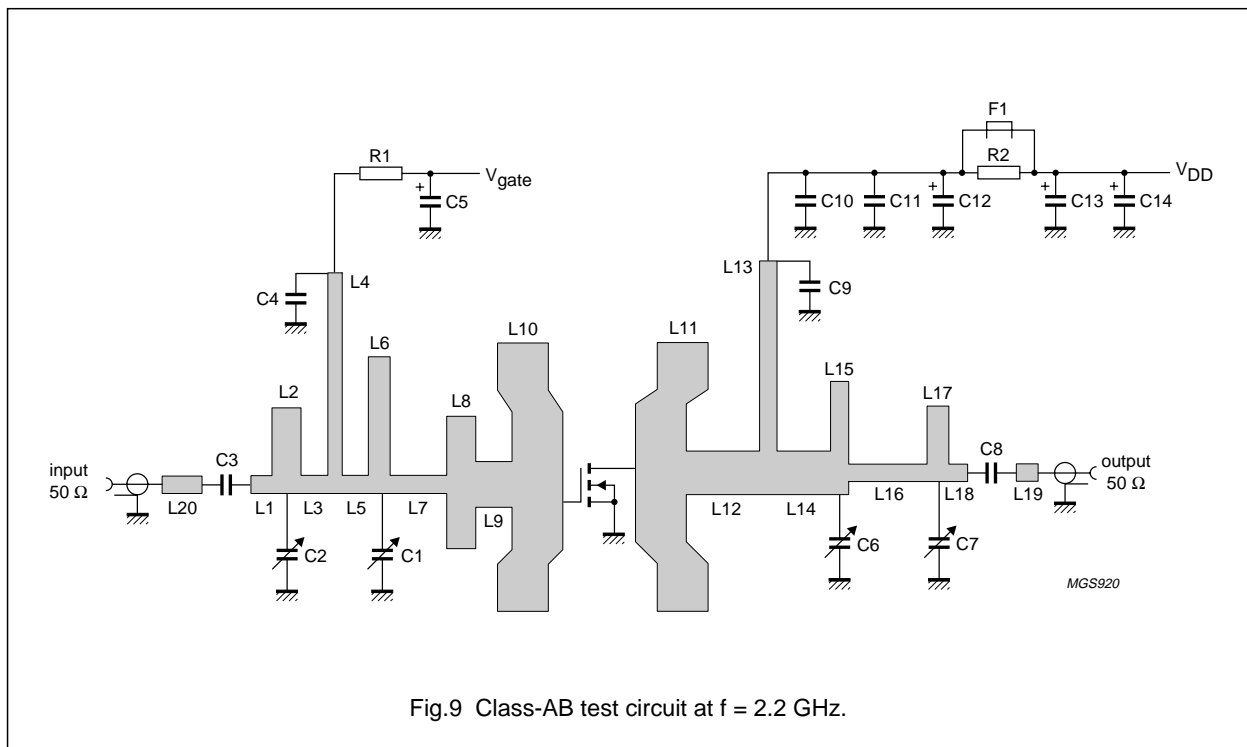 F1
R1
R2
V_gate
V_DD
+
C5
C10
C11
+
C12
+
C13
+
C14
L4
L13
C4
C9
L10
L11
L6
L15
L2
L8
L17
input
50 Ω
C3
C8
output
50 Ω
L20
L1
L3
L5
L7
L9
L12
L14
L16
L18
L19
C2
C1
C6
C7
MGS920
Fig.9 Class-AB test circuit at f = 2.2 GHz.